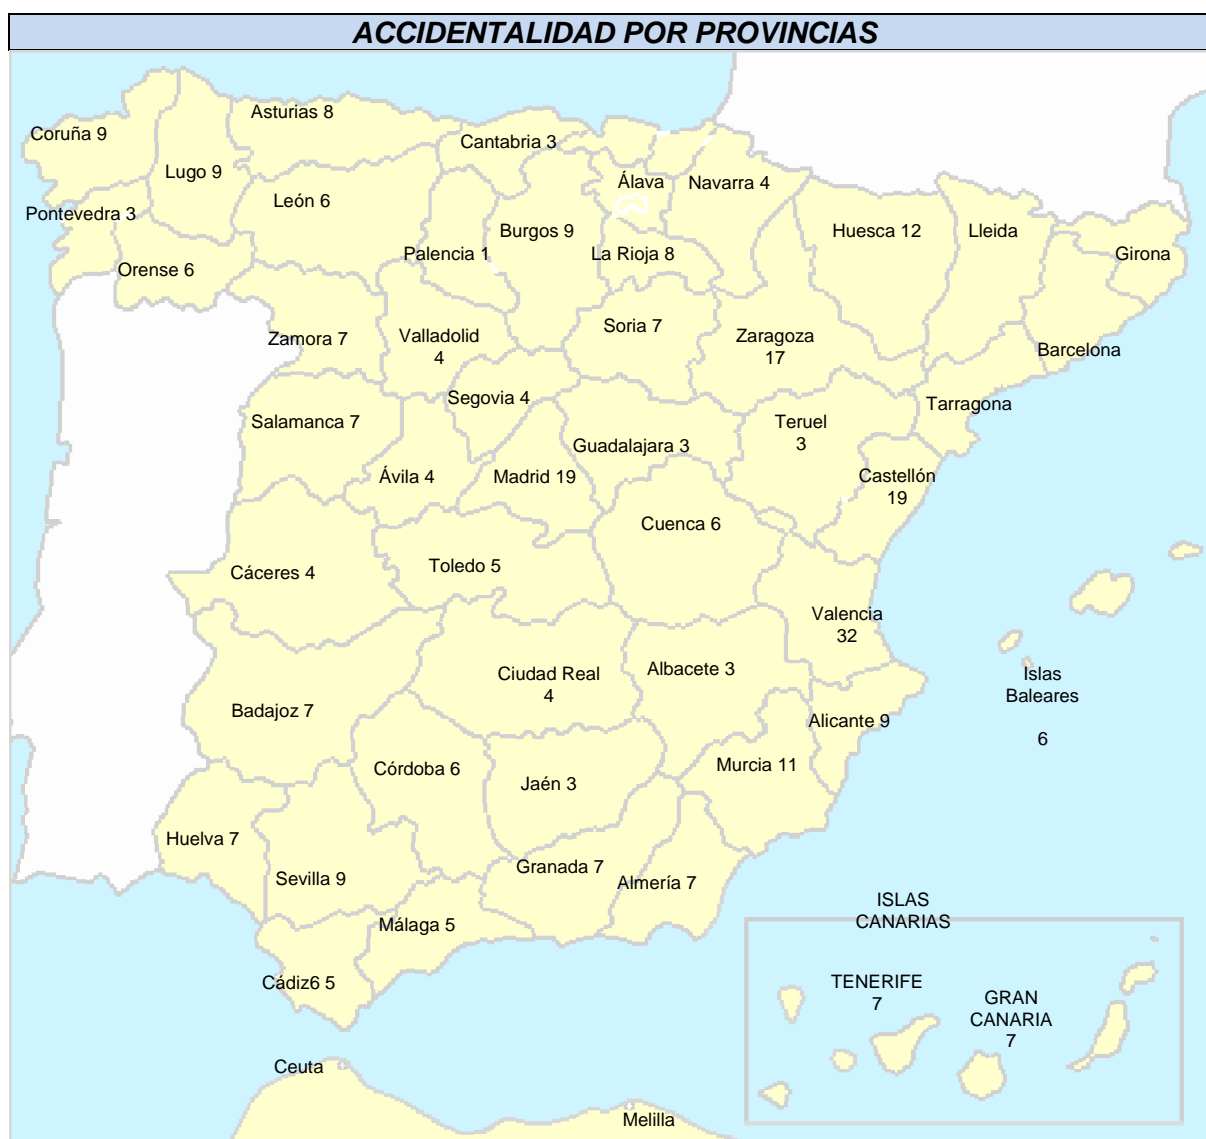 ACCIDENTALIDAD POR PROVINCIAS
Asturias 8
Coruña 9
Cantabria 3
Lugo 9
Álava
Navarra 4
León 6
Pontevedra 3
Burgos 9
Huesca 12
Lleida
Palencia 1
La Rioja 8
Girona
Orense 6
Zamora 7
Valladolid
4
Soria 7
Zaragoza
17
Barcelona
Segovia 4
Tarragona
Salamanca 7
Teruel
3
Guadalajara 3
Ávila 4
Madrid 19
Castellón
19
Cuenca 6
Cáceres 4
Toledo 5
Valencia
32
Ciudad Real
4
Albacete 3
Islas
Baleares
6
Badajoz 7
Alicante 9
Córdoba 6
Murcia 11
Jaén 3
Huelva 7
Sevilla 9
Granada 7
Almería 7
Málaga 5
ISLAS
CANARIAS
Cádiz6 5
TENERIFE
7
GRAN
CANARIA
7
Ceuta
Melilla